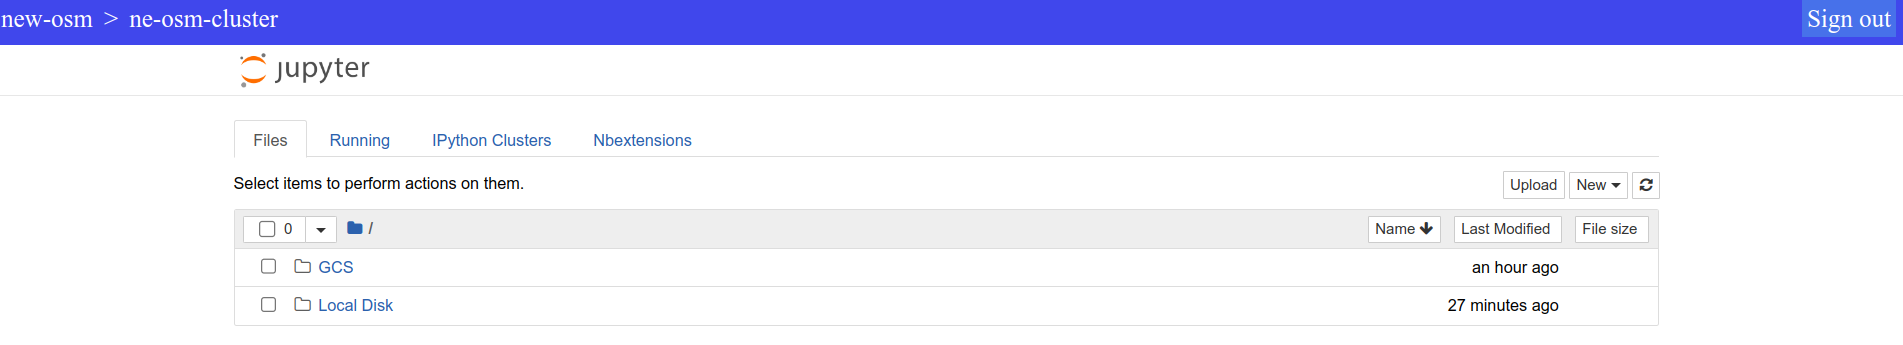 new-osm > ne-osm-cluster Sign out
jupyter
Files Running IPython Clusters Nbextensions
Select items to perform actions on them. Upload New
0 / Name Last Modified File size
GCS an hour ago
Local Disk 27 minutes ago